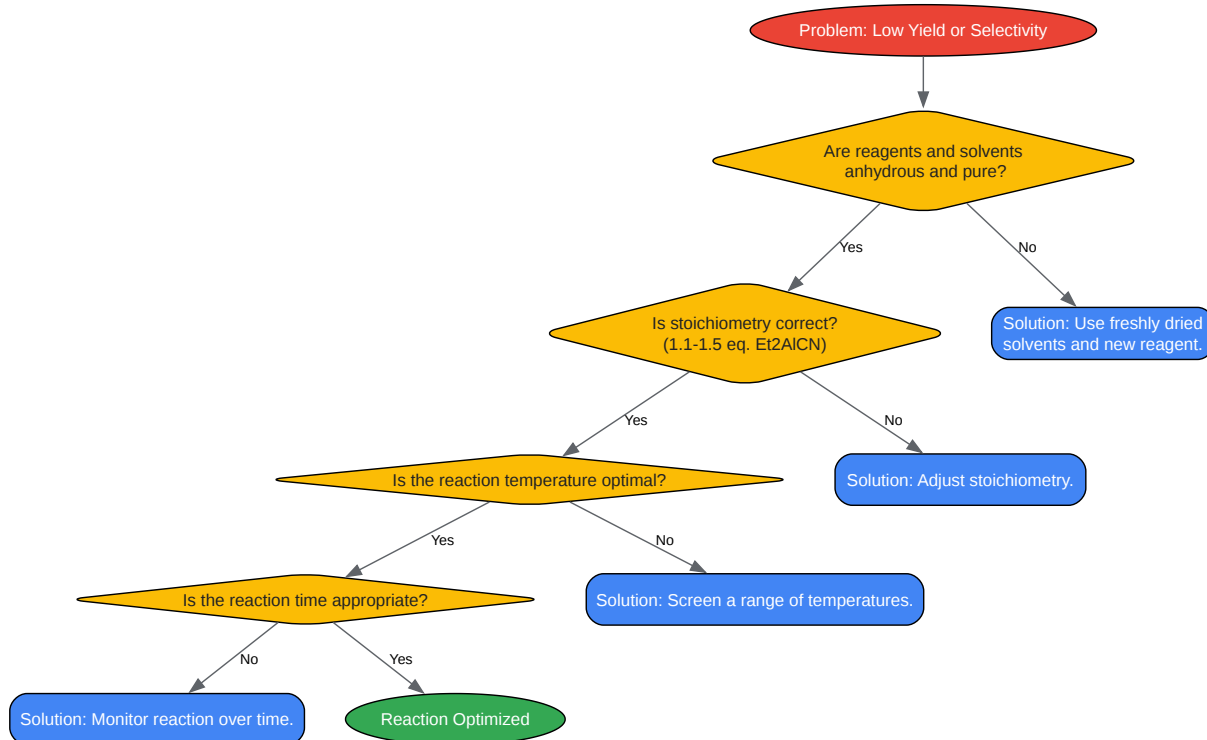 Problem: Low Yield or Selectivity
Are reagents and solvents
anhydrous and pure?
Yes
No
Is stoichiometry correct?
(1.1-1.5 eq. Et2AlCN)
Solution: Use freshly dried
solvents and new reagent.
Yes
No
Is the reaction temperature optimal?
Solution: Adjust stoichiometry.
Yes
No
Is the reaction time appropriate?
Solution: Screen a range of temperatures.
No
Yes
Solution: Monitor reaction over time.
Reaction Optimized